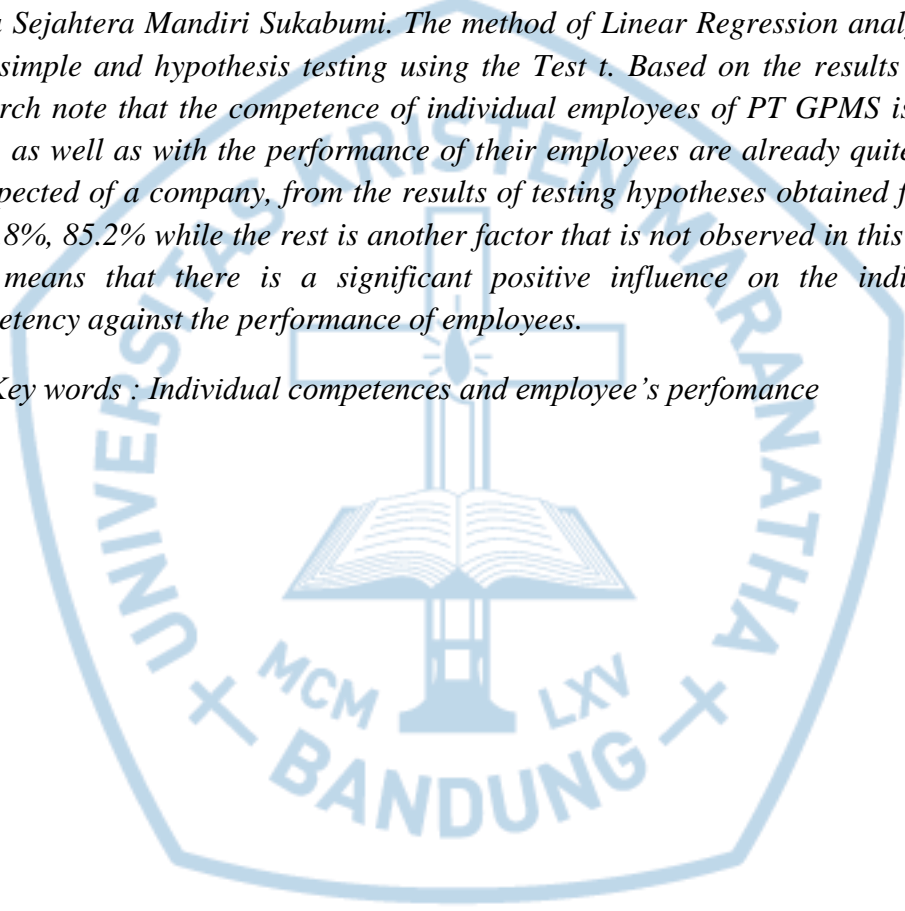 Sejahtera Mandiri Sukabumi. The method of Linear Regression anal
simple and hypothesis testing using the Test t. Based on the results
rch note that the competence of individual employees of PT GPMS is
as well as with the performance of their employees are already quite
pected of a company, from the results of testing hypotheses obtained f
8%, 85.2% while the rest is another factor that is not observed in this
means that there is a significant positive influence on the indi
etency against the performance of employees.
Key words : Individual competences and employee's perfomance
UNIVERSITAS KRISTEN MARANATHA
MCM LXV
BANDUNG